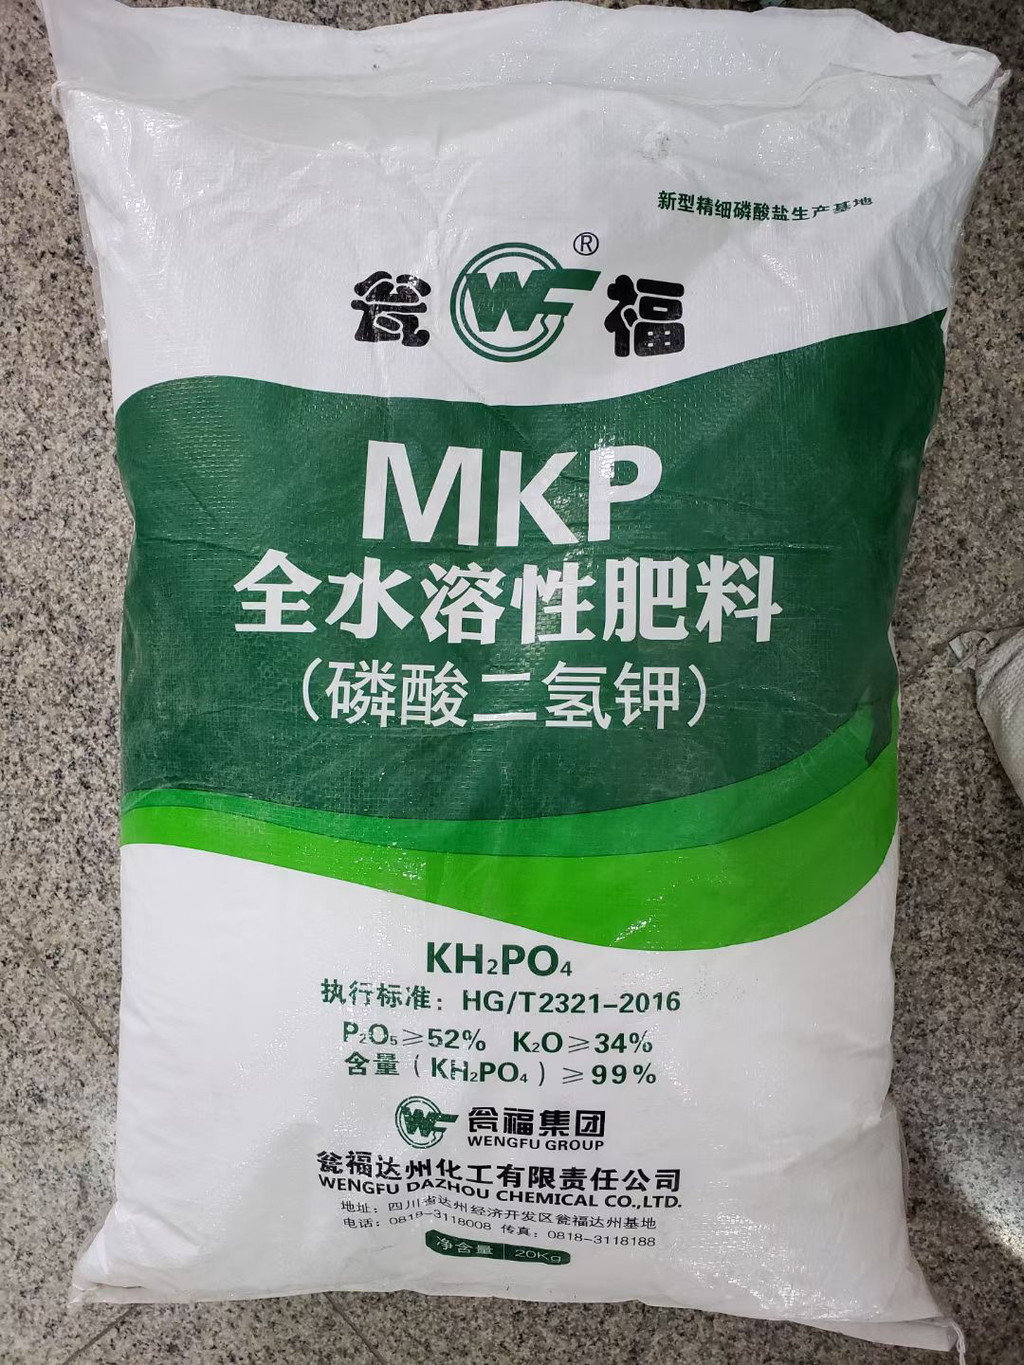 新型精细磷酸盐生产基地
瓮 WF® 福
MKP
全水溶性肥料
（磷酸二氢钾）
KH₂PO₄
执行标准：HG/T2321-2016
P₂O₅≥52% K₂O≥34%
含量（KH₂PO₄）≥99%
WF 瓮福集团
WENGFU GROUP
瓮福达州化工有限责任公司
WENGFU DAZHOU CHEMICAL CO.,LTD.
地址：四川省达州经济开发区瓮福达州基地
电话：0818-3118008 传真：0818-3118188
净含量 20Kg